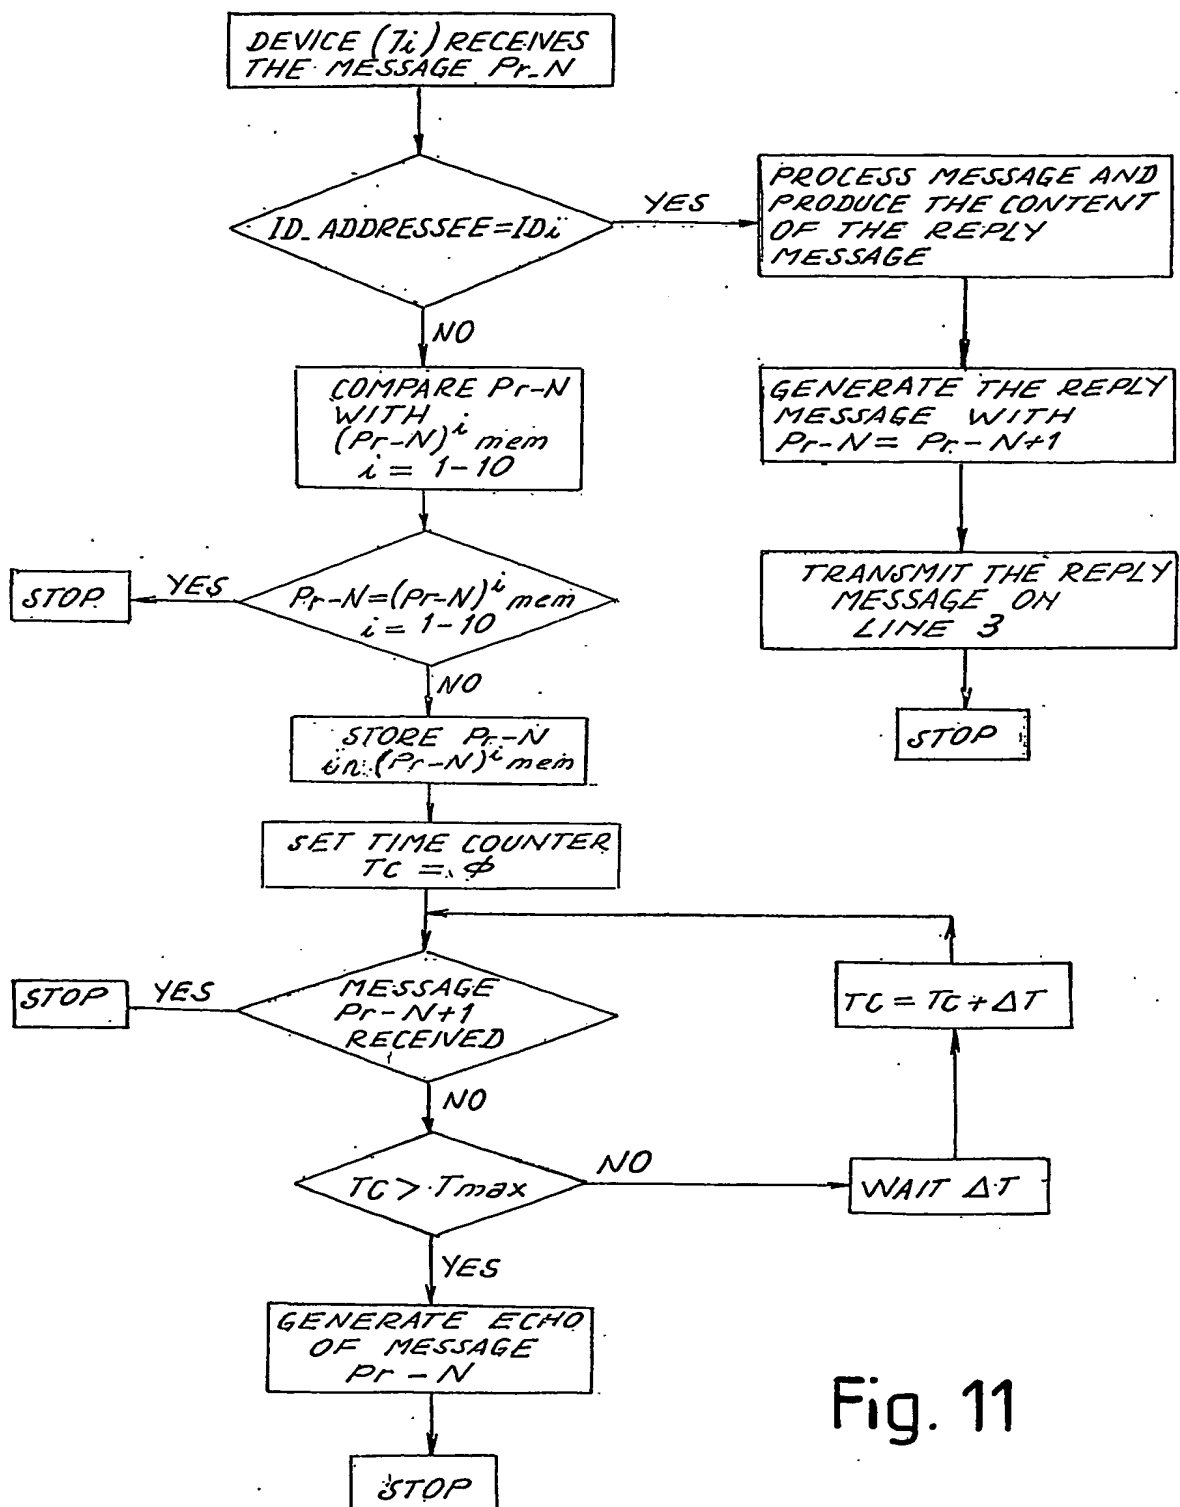 DEVICE (7i) RECEIVES
THE MESSAGE Pr-N
ID_ADDRESSEE=IDi
YES
PROCESS MESSAGE AND
PRODUCE THE CONTENT
OF THE REPLY
MESSAGE
NO
COMPARE Pr-N
WITH
(Pr-N)^i mem
i = 1-10
GENERATE THE REPLY
MESSAGE WITH
Pr-N= Pr-N+1
STOP
YES
Pr-N=(Pr-N)^i mem
i = 1-10
TRANSMIT THE REPLY
MESSAGE ON
LINE 3
NO
STOP
STORE Pr-N
in (Pr-N)^i mem
SET TIME COUNTER
TC = ϕ
STOP
YES
MESSAGE
Pr-N+1
RECEIVED
TC = TC + ΔT
NO
TC > Tmax
NO
WAIT ΔT
YES
GENERATE ECHO
OF MESSAGE
Pr-N
STOP
Fig. 11